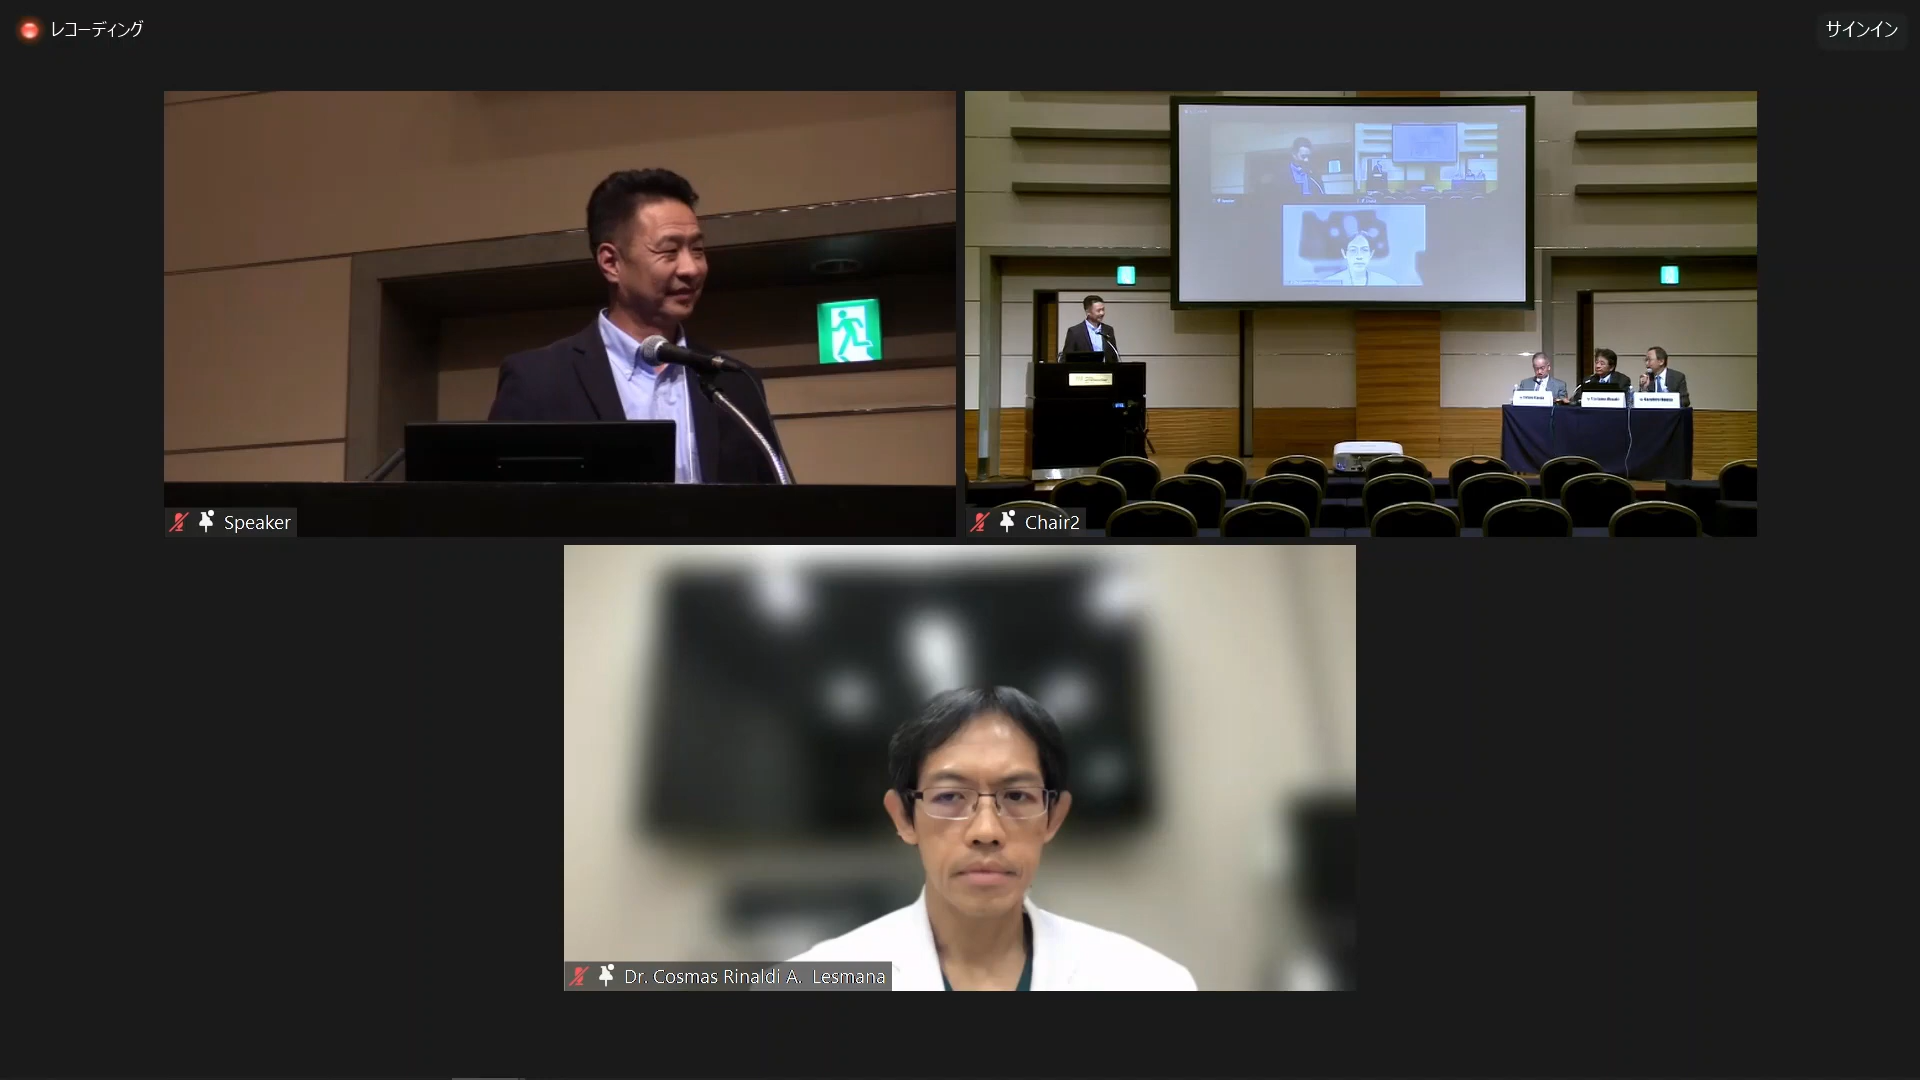 レコーディング
サインイン
Speaker
Chair2
Dr. Cosmas Rinaldi A. Lesmana